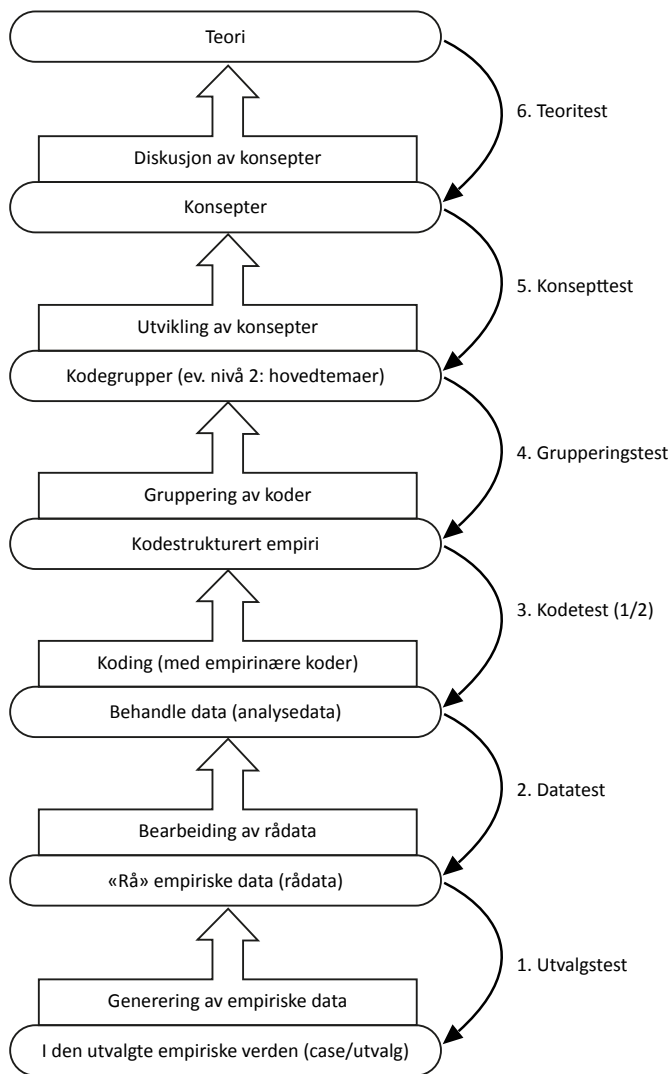 Teori
6. Teoritest
Diskusjon av konsepter
Konsepter
5. Konsepttest
Utvikling av konsepter
Kodegrupper (ev. nivå 2: hovedtemaer)
4. Grupperingstest
Gruppering av koder
Kodestrukturert empiri
3. Kodetest (1/2)
Koding (med empirinære koder)
Behandle data (analysedata)
2. Datatest
Bearbeiding av rådata
«Rå» empiriske data (rådata)
1. Utvalgstest
Generering av empiriske data
I den utvalgte empiriske verden (case/utvalg)